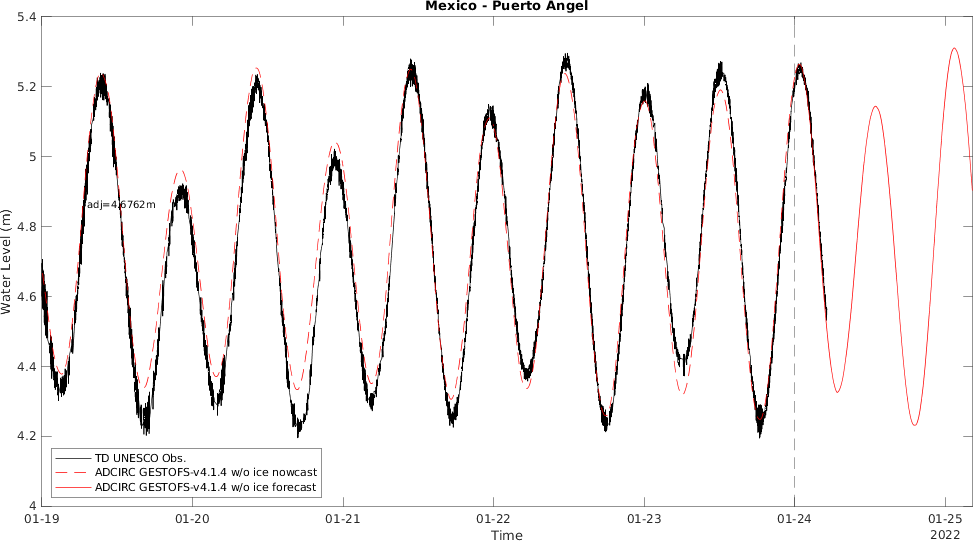 Mexico - Puerto Angel
5.4
5.2
5
4.8
4.6
4.4
4.2
4
Water Level (m)
adj=4.6762m
TD UNESCO Obs.
ADCIRC GESTOFS-v4.1.4 w/o ice nowcast
ADCIRC GESTOFS-v4.1.4 w/o ice forecast
01-19
01-20
01-21
01-22
01-23
01-24
01-25
Time
2022